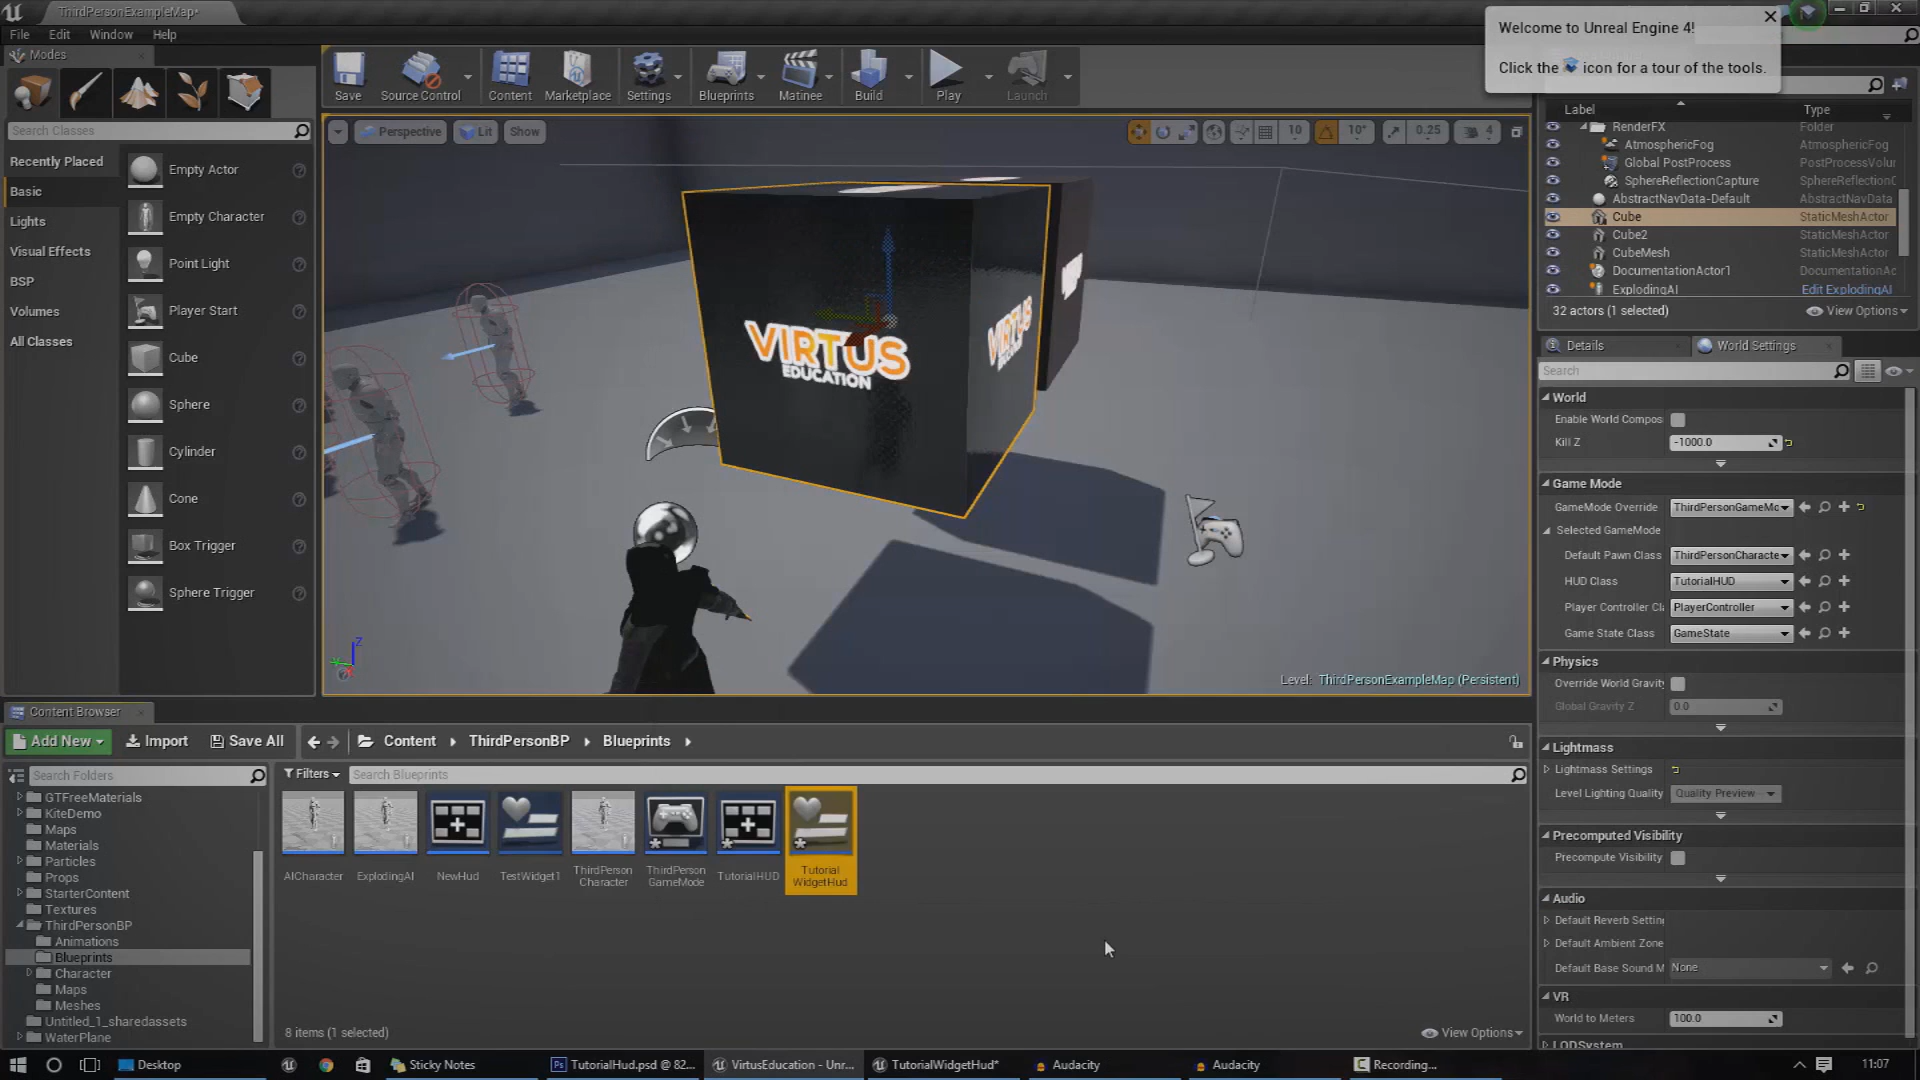 ThirdPersonExampleMap*
File Edit Window Help
Welcome to Unreal Engine 4!
Click the icon for a tour of the tools.
Modes
Search Classes
Recently Placed
Basic
Lights
Visual Effects
BSP
Volumes
All Classes
Empty Actor
Empty Character
Point Light
Player Start
Cube
Sphere
Cylinder
Cone
Box Trigger
Sphere Trigger
Save Source Control Content Marketplace Settings Blueprints Matinee Build Play Launch
Perspective Lit Show
10 10° 0.25 4
VIRTUS
EDUCATION
VIRTUS
Level: ThirdPersonExampleMap (Persistent)
Label Type
RenderFX Folder
AtmosphericFog AtmosphericFog
Global PostProcess PostProcessVolur
SphereReflectionCapture SphereReflectionC
AbstractNavData-Default AbstractNavData
Cube StaticMeshActor
Cube2 StaticMeshActor
CubeMesh StaticMeshActor
DocumentationActor1 DocumentationAc
ExplodingAI Edit ExplodingAI
32 actors (1 selected) View Options
Details World Settings
Search
World
Enable World Compos
Kill Z -1000.0
Game Mode
GameMode Override ThirdPersonGameMc
Selected GameMode
Default Pawn Class ThirdPersonCharacte
HUD Class TutorialHUD
Player Controller Cl PlayerController
Game State Class GameState
Physics
Override World Gravity
Global Gravity Z 0.0
Lightmass
Lightmass Settings
Level Lighting Quality Quality Preview
Precomputed Visibility
Precompute Visibility
Audio
Default Reverb Settin
Default Ambient Zone
Default Base Sound M None
VR
World to Meters 100.0
LODSystem
Content Browser
Add New Import Save All Content ThirdPersonBP Blueprints
Search Folders
Filters Search Blueprints
GTFreeMaterials
KiteDemo
Maps
Materials
Particles
Props
StarterContent
Textures
ThirdPersonBP
Animations
Blueprints
Character
Maps
Meshes
Untitled_1_sharedassets
WaterPlane
AICharacter
ExplodingAI
NewHud
TestWidget1
ThirdPerson
Character
ThirdPerson
GameMode
TutorialHUD
Tutorial
WidgetHud
8 items (1 selected) View Options
Desktop Sticky Notes TutorialHud.psd @ 82... VirtusEducation - Unr... TutorialWidgetHud* Audacity Audacity Recording... 11:07